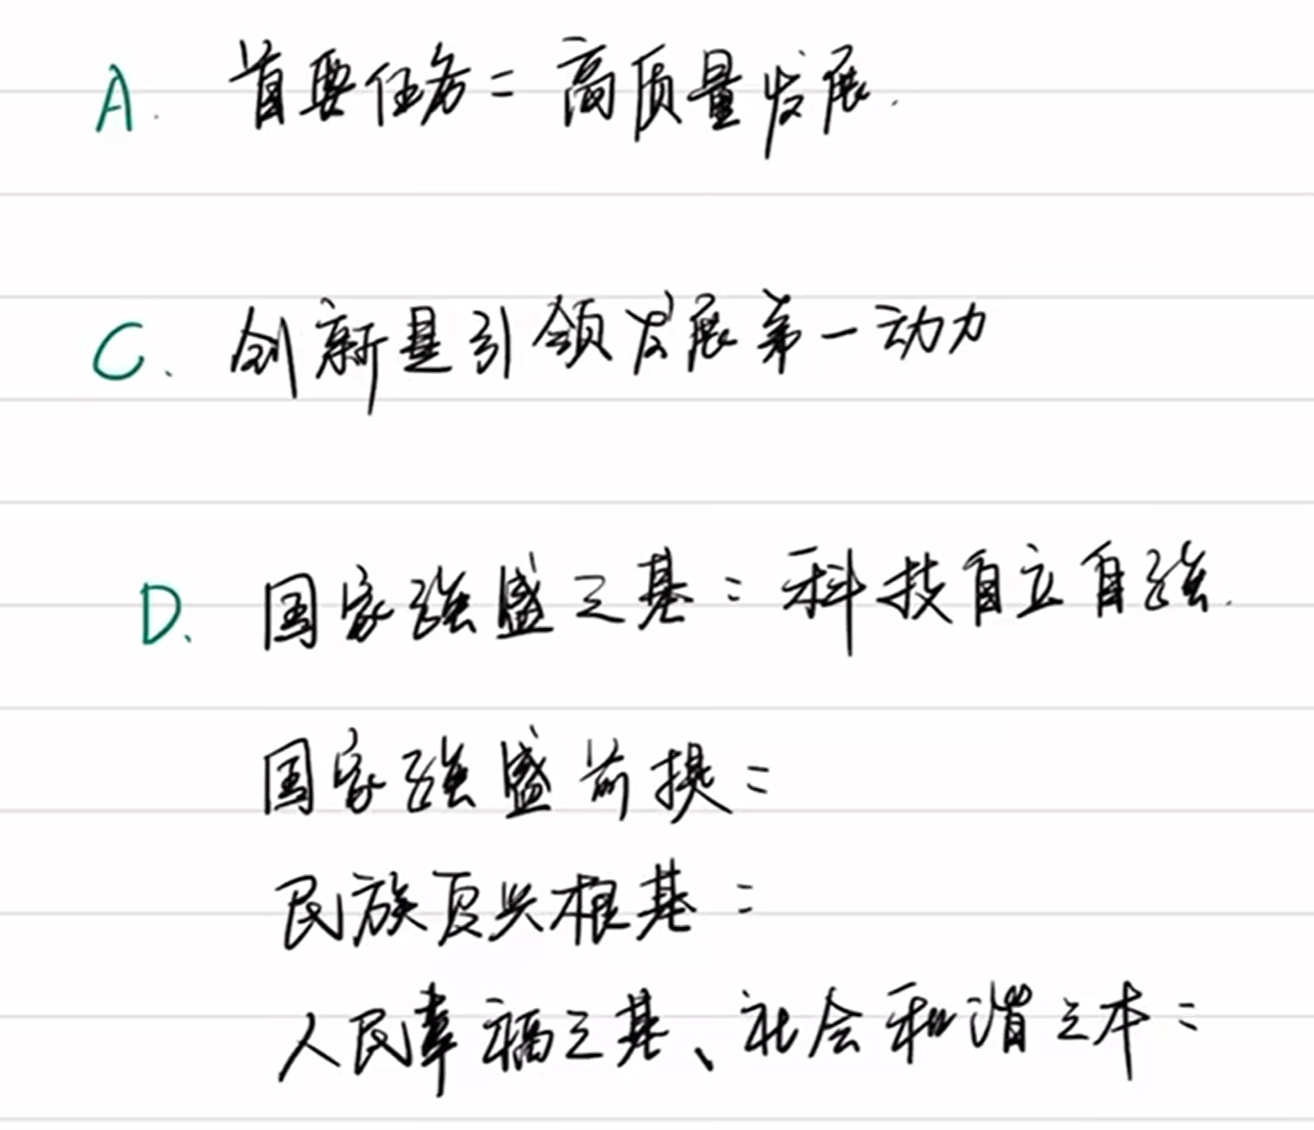 A. 首要任务=高质量发展.
C. 创新是引领发展第一动力
D. 国家强盛之基:科技自立自强.
国家强盛前提=
民族复兴根基=
人民幸福之基、社会和谐之本=